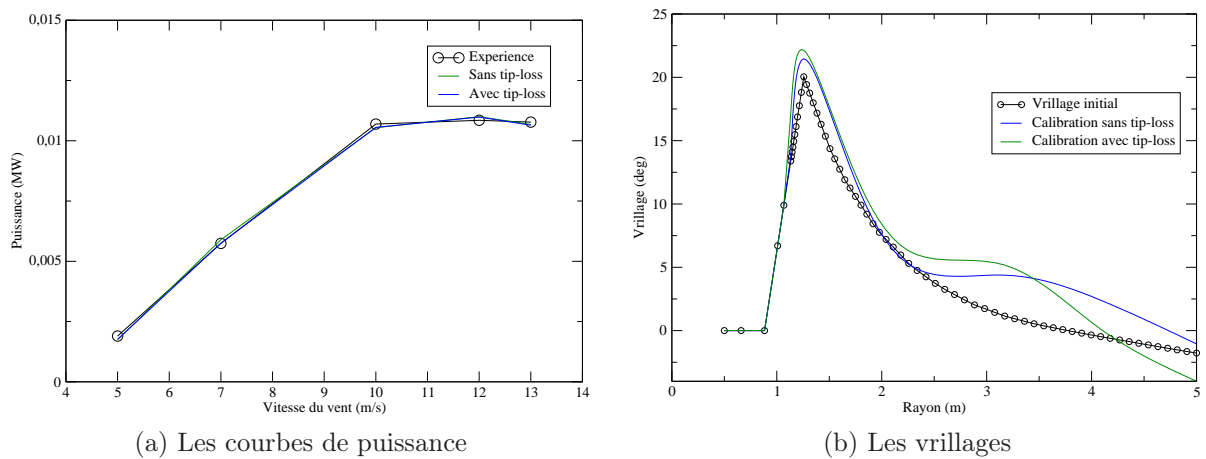 0,015
0,01
0,005
0
Puissance (MW)
4 5 6 7 8 9 10 11 12 13 14
Vitesse du vent (m/s)
Experience
Sans tip-loss
Avec tip-loss
(a) Les courbes de puissance
25
20
15
10
5
0
Vrillage (deg)
0 1 2 3 4 5
Rayon (m)
Vrillage initial
Calibration sans tip-loss
Calibration avec tip-loss
(b) Les vrillages